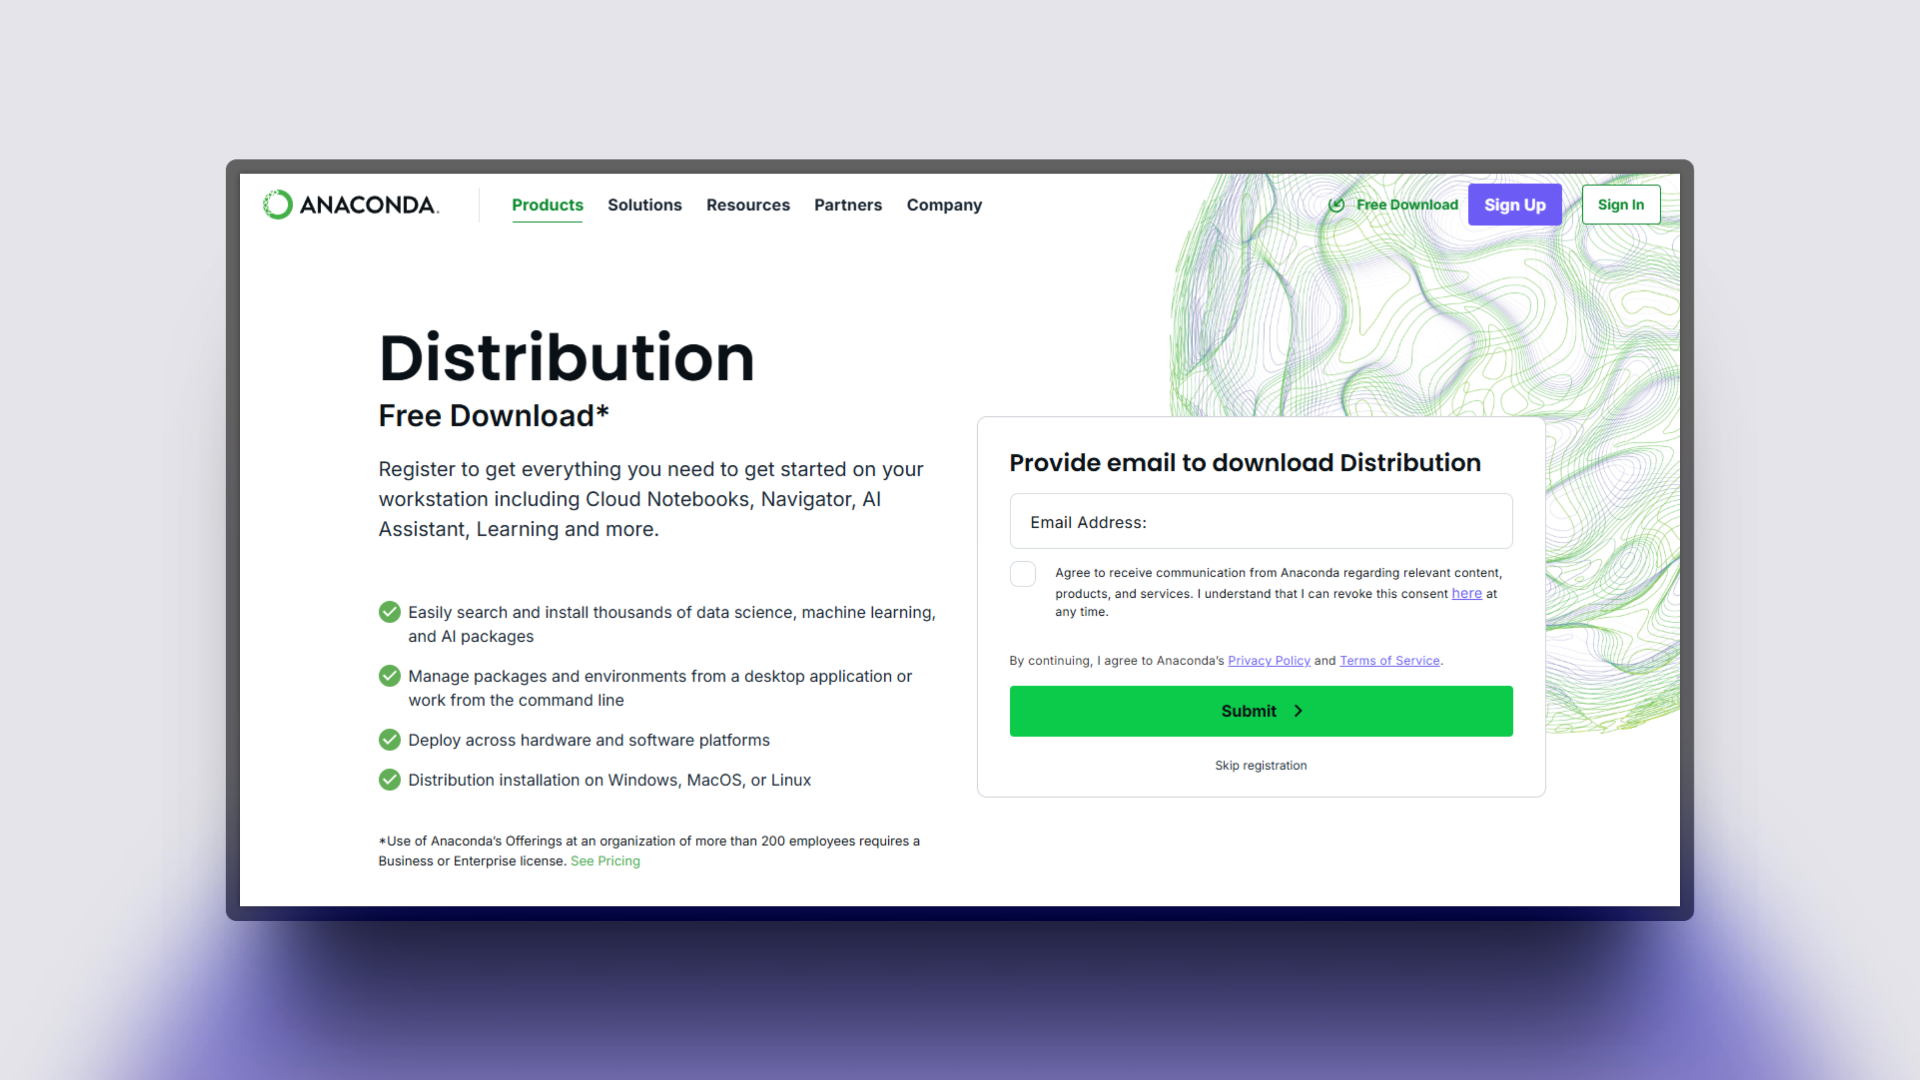 ANACONDA.
Products Solutions Resources Partners Company
Free Download Sign Up Sign In
Distribution
Free Download*
Register to get everything you need to get started on your
workstation including Cloud Notebooks, Navigator, AI
Assistant, Learning and more.
Easily search and install thousands of data science, machine learning,
and AI packages
Manage packages and environments from a desktop application or
work from the command line
Deploy across hardware and software platforms
Distribution installation on Windows, MacOS, or Linux
*Use of Anaconda's Offerings at an organization of more than 200 employees requires a
Business or Enterprise license. See Pricing
Provide email to download Distribution
Email Address:
Agree to receive communication from Anaconda regarding relevant content,
products, and services. I understand that I can revoke this consent here at
any time.
By continuing, I agree to Anaconda's Privacy Policy and Terms of Service.
Submit
Skip registration